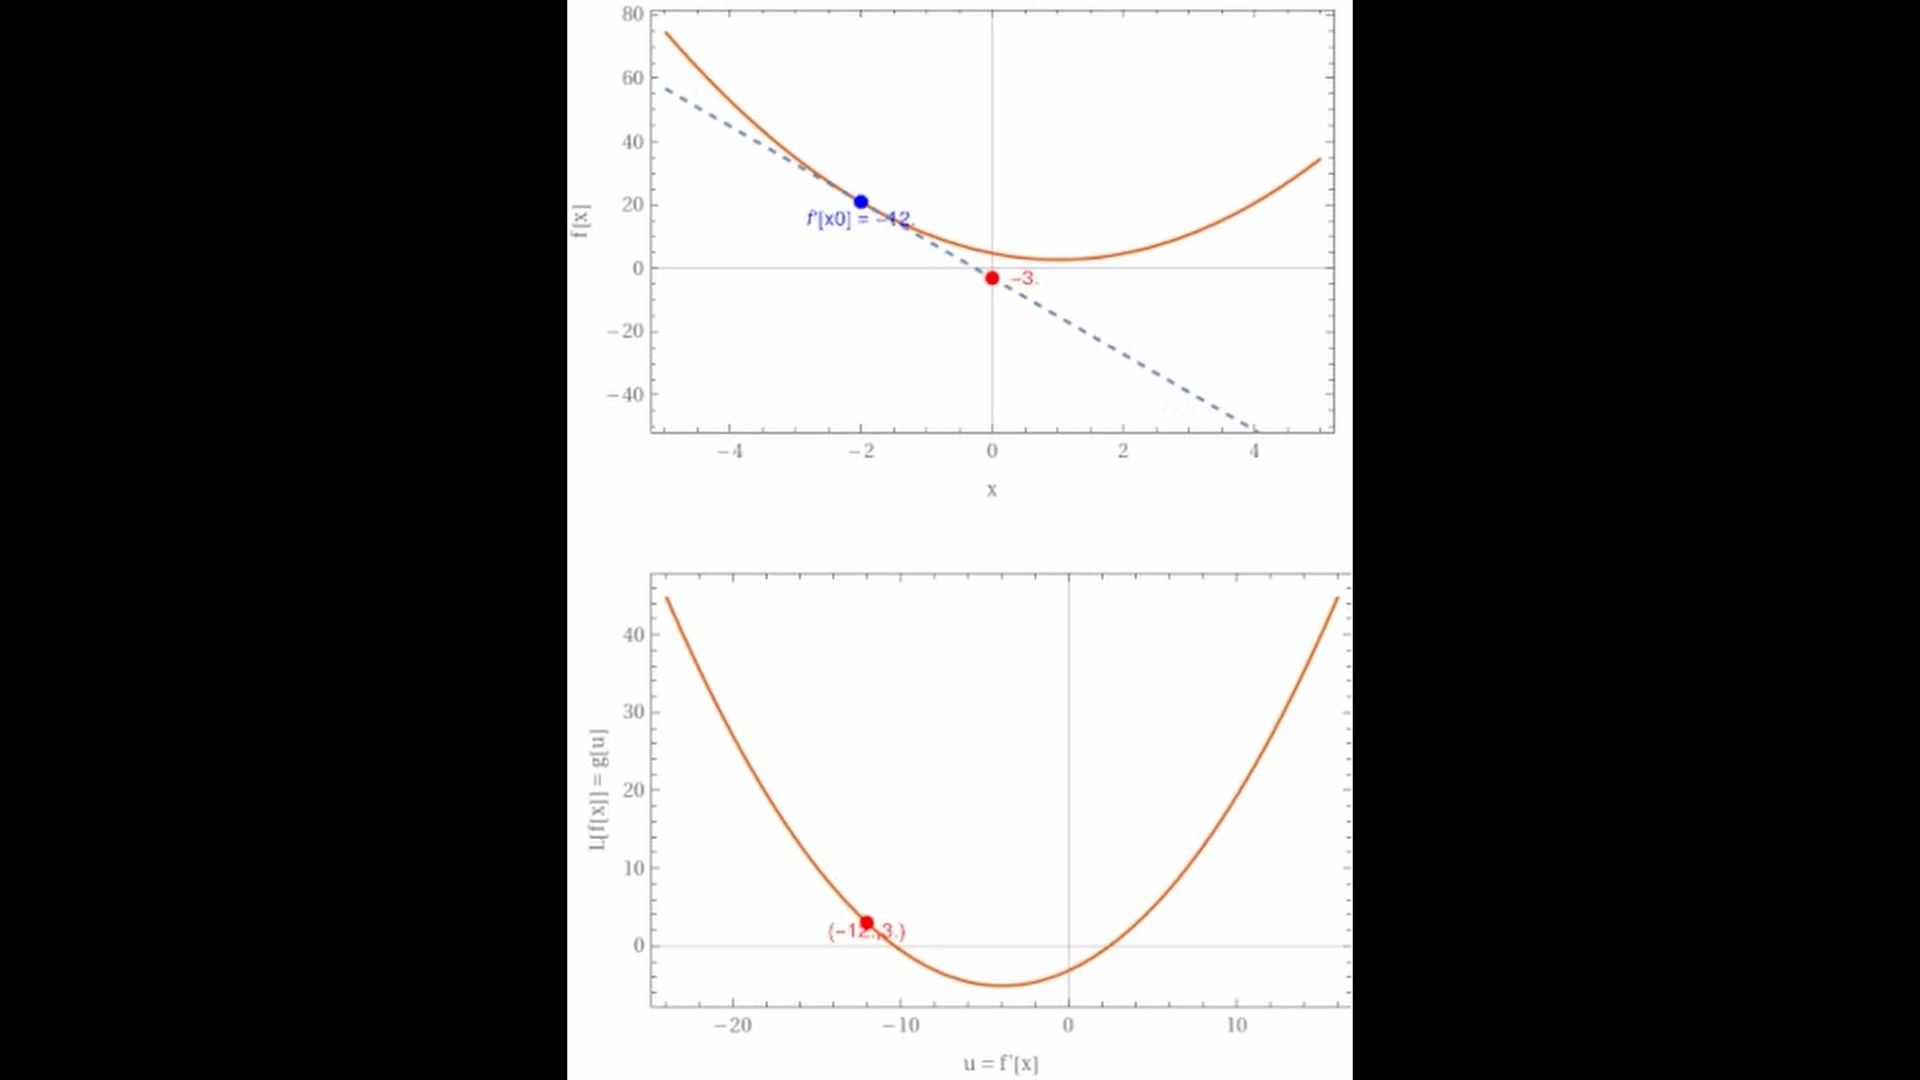 80
60
40
20
0
−20
−40
f[x]
f'[x0] = −12.
−3.
−4 −2 0 2 4
x
40
30
20
10
0
L[f[x]] = g[u]
(−12.,3.)
−20 −10 0 10
u = f'[x]